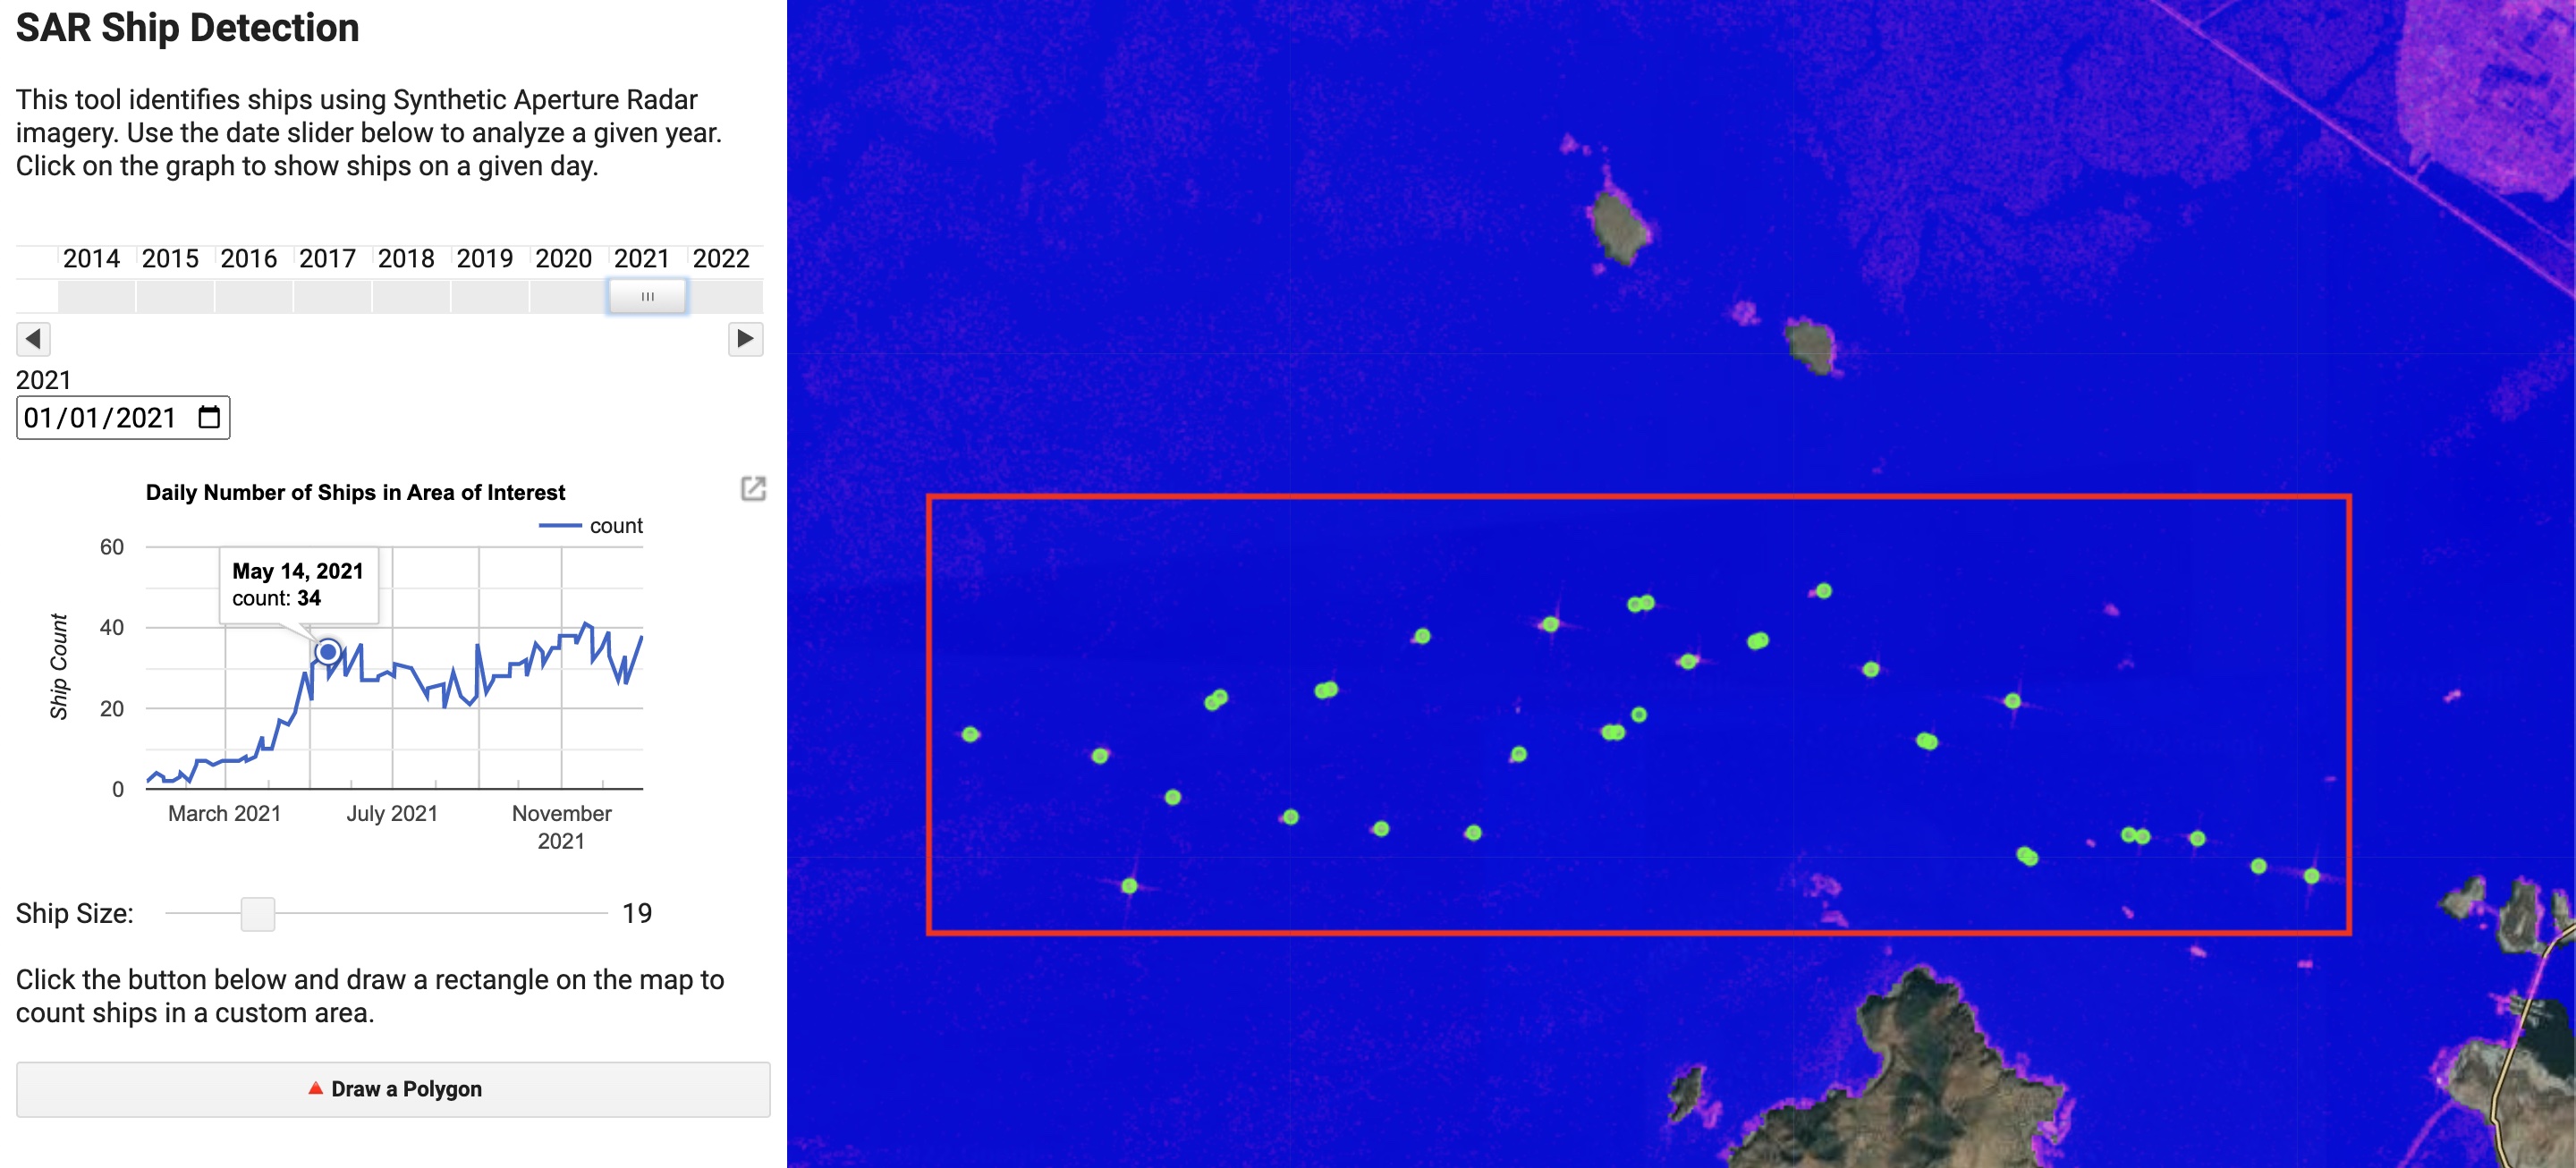 SAR Ship Detection
This tool identifies ships using Synthetic Aperture Radar
imagery. Use the date slider below to analyze a given year.
Click on the graph to show ships on a given day.
2014 2015 2016 2017 2018 2019 2020 2021 2022
2021
01/01/2021
Daily Number of Ships in Area of Interest
count
60
May 14, 2021
count: 34
40
Ship Count
20
0
March 2021 July 2021 November
2021
Ship Size: 19
Click the button below and draw a rectangle on the map to
count ships in a custom area.
Draw a Polygon